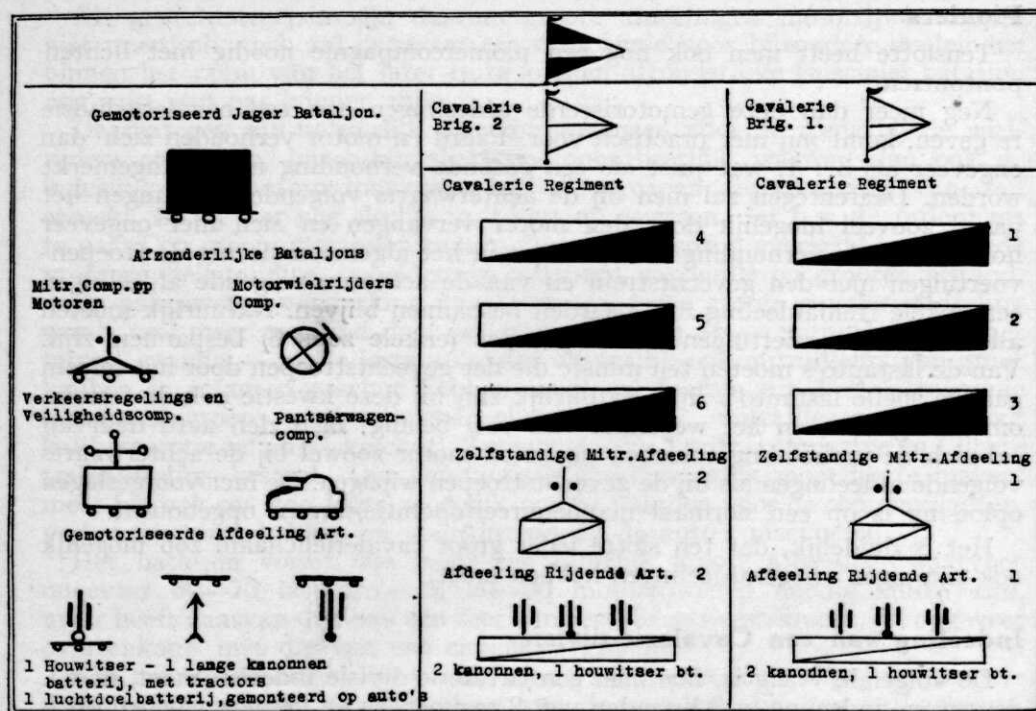 Gemotoriseerd Jager Bataljon.
Afzonderlijke Bataljons
Mitr.Comp.op
Motoren
Motorwielrijders
Comp.
Verkeersregelings en
Veiligheidscomp.
Pantserwagen-
comp.
Gemotoriseerde Afdeeling Art.
1 Houwitser - 1 lange kanonnen
batterij, met tractors
1 luchtdoelbatterij,gemonteerd op auto's
Cavalerie
Brig. 2
Cavalerie Regiment
4
5
6
Zelfstandige Mitr.Afdeeling
2
Afdeeling Rijdende Art. 2
2 kanonnen, 1 houwitser bt.
Cavalerie
Brig. 1.
Cavalerie Regiment
1
2
3
Zelfstandige Mitr.Afdeeling
1
Afdeeling Rijdende Art. 1
2 kanonnen, 1 houwitser bt.